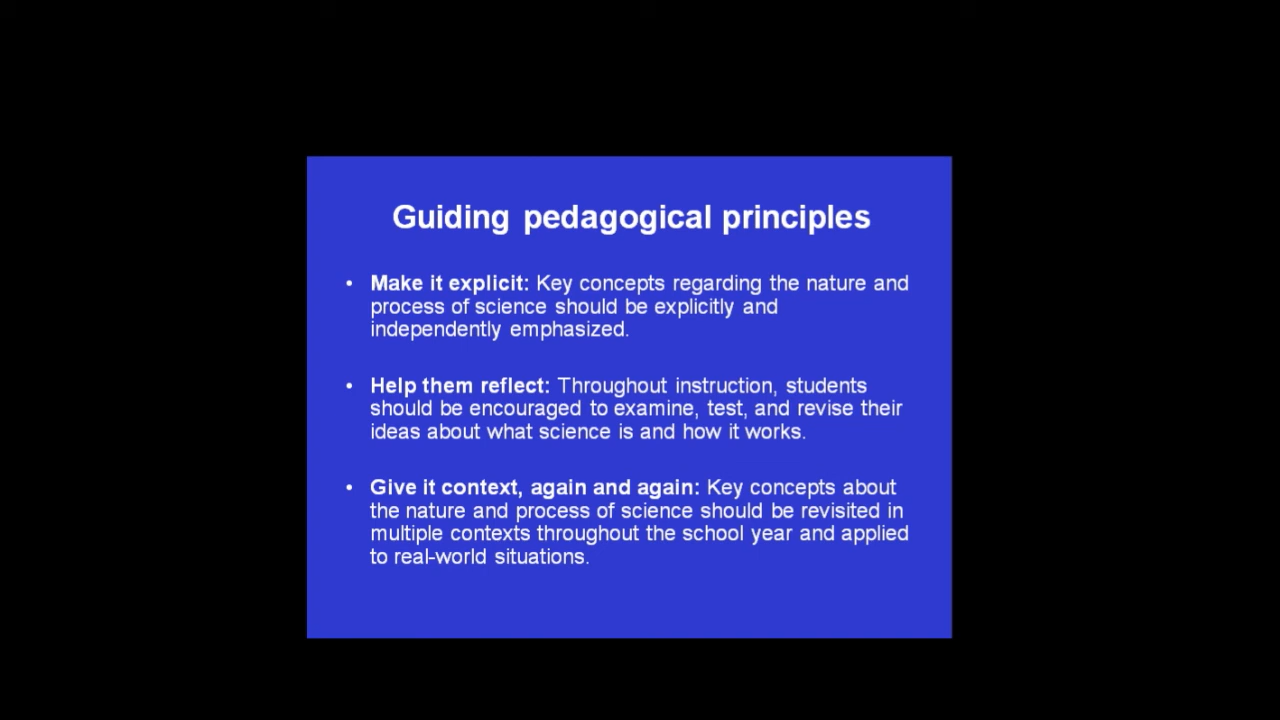 Guiding pedagogical principles
• Make it explicit: Key concepts regarding the nature and
process of science should be explicitly and
independently emphasized.
• Help them reflect: Throughout instruction, students
should be encouraged to examine, test, and revise their
ideas about what science is and how it works.
• Give it context, again and again: Key concepts about
the nature and process of science should be revisited in
multiple contexts throughout the school year and applied
to real-world situations.